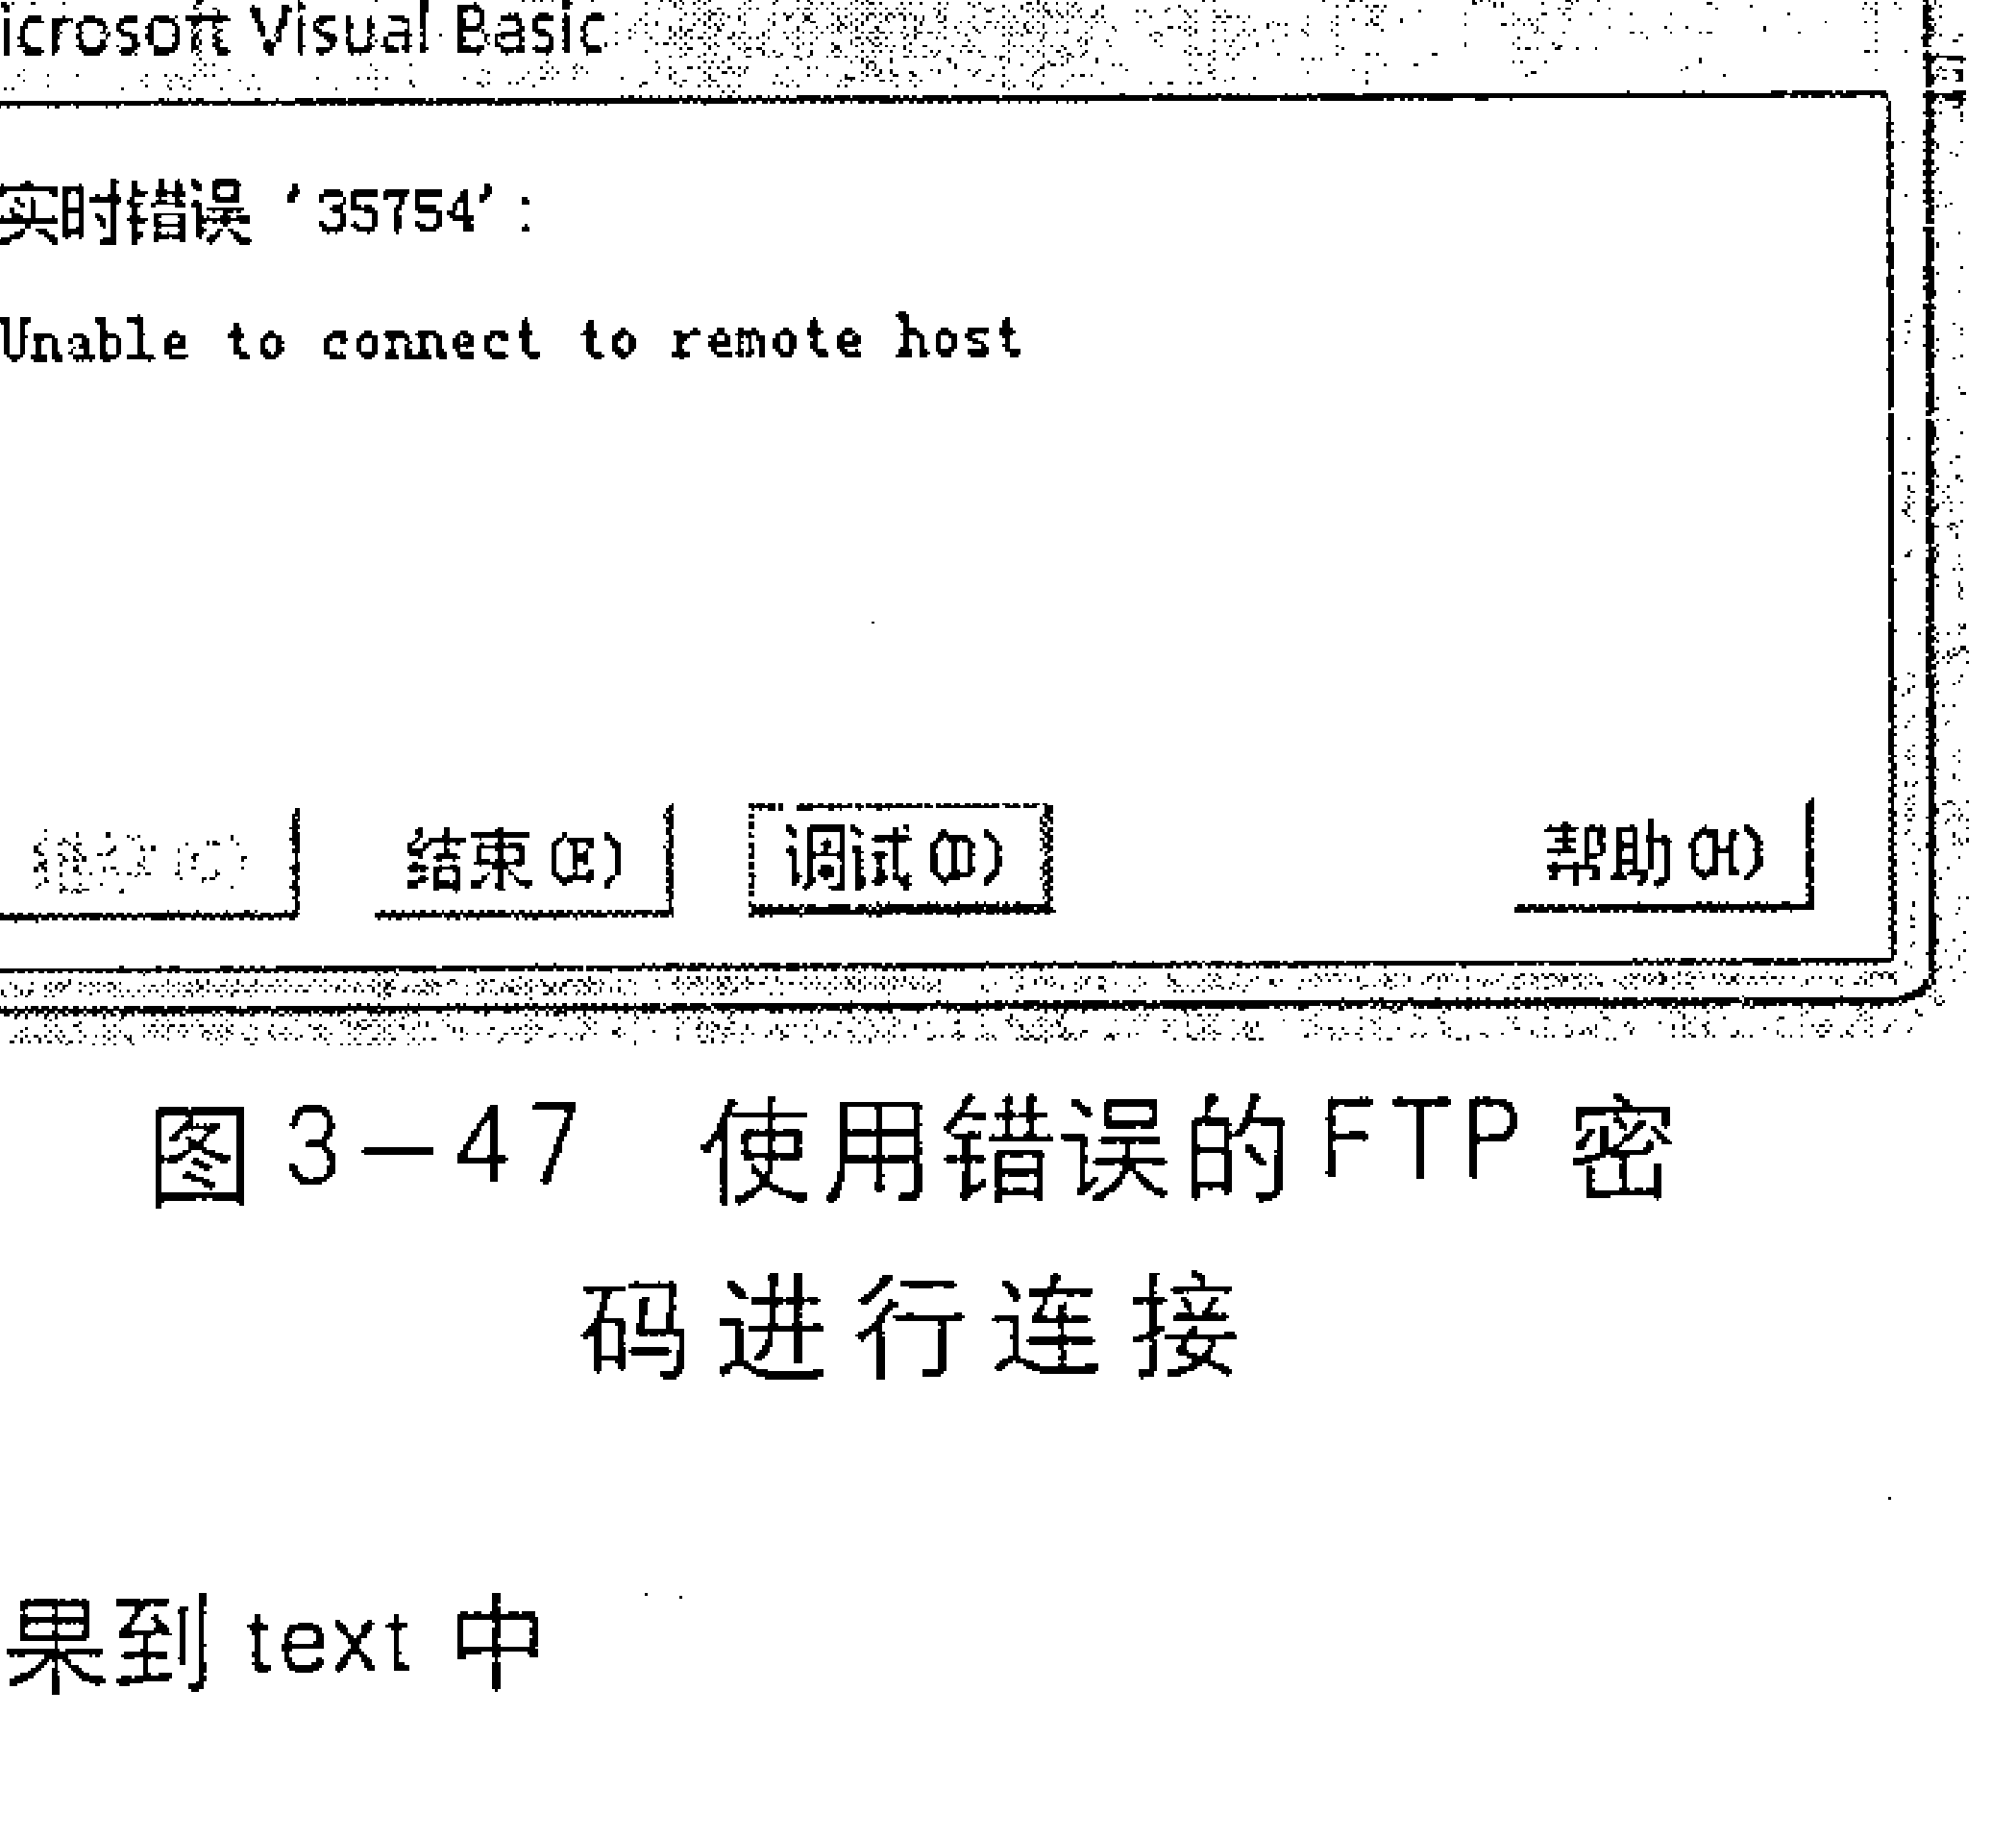 icrosoft Visual Basic
实时错误 '35754':
Unable to connect to remote host
继续(C) 结束(E) 调试(D) 帮助(H)
图3-47 使用错误的FTP密
码进行连接
果到 text 中